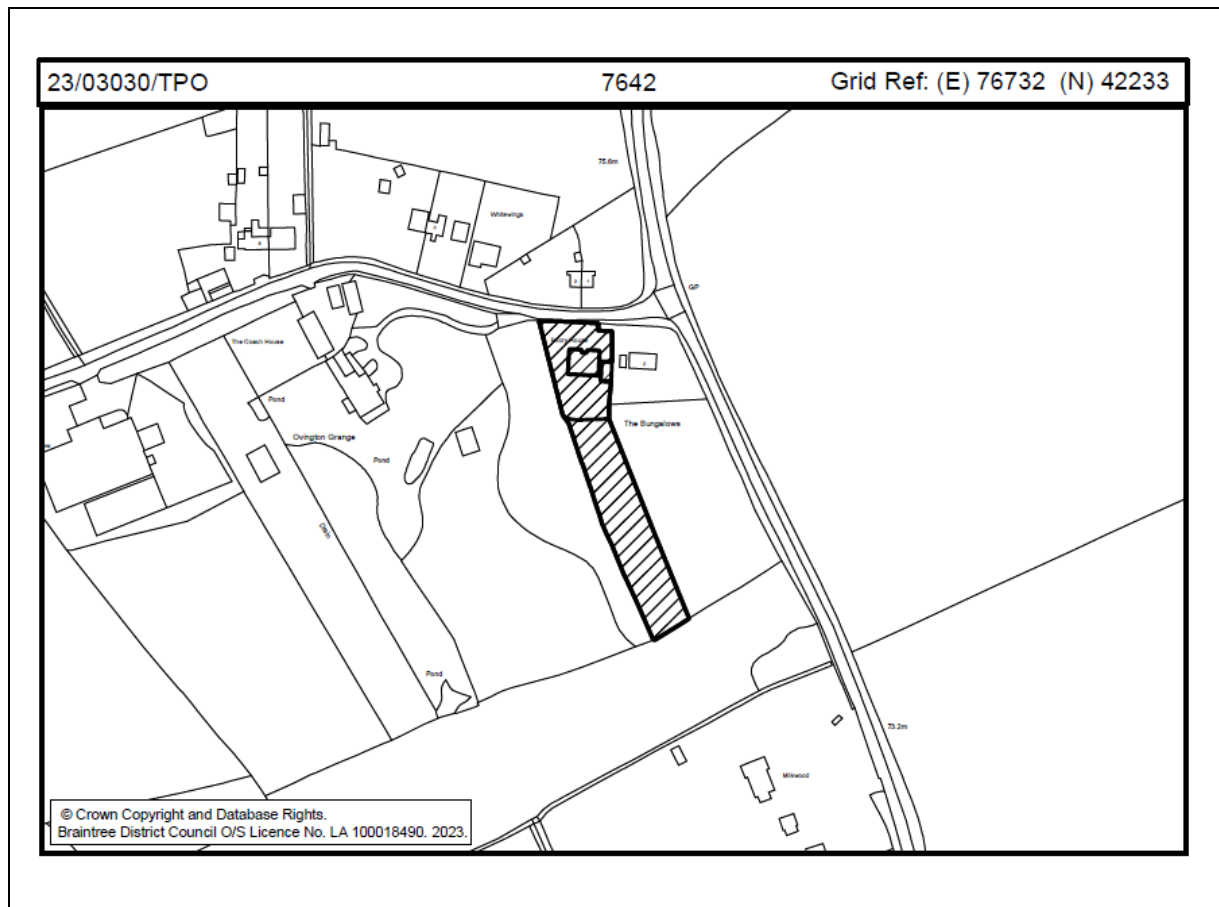 23/03030/TPO 7642 Grid Ref: (E) 76732 (N) 42233
75.6m
Whitewings
GP
The Coach House
Pond
The Bungalows
Ovington Grange
Pond
Drain
Pond
73.2m
Milkwood
© Crown Copyright and Database Rights.
Braintree District Council O/S Licence No. LA 100018490. 2023.